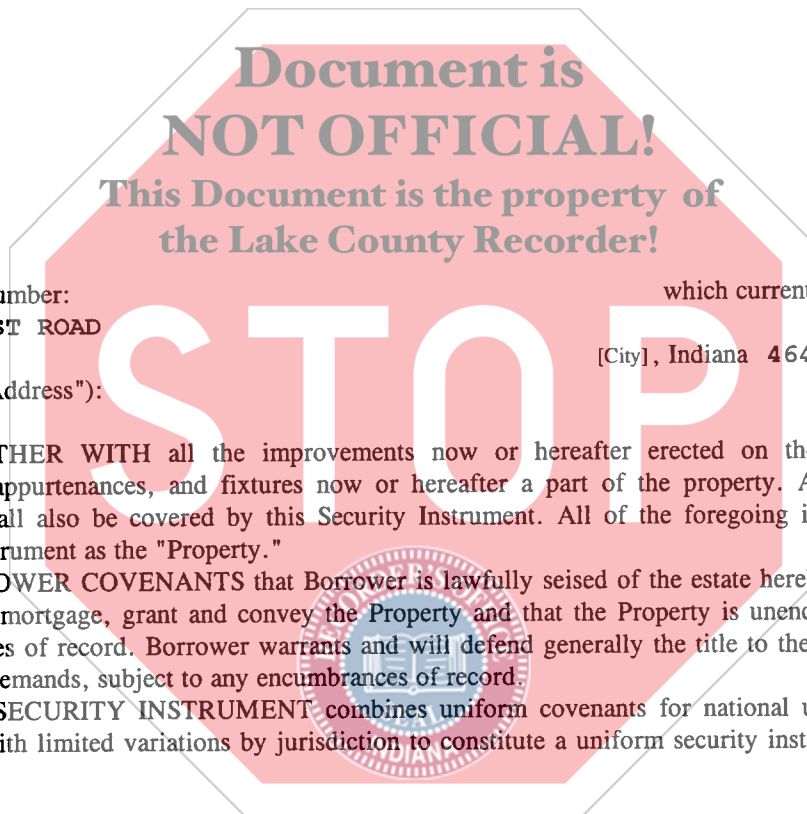 Document is
NOT OFFICIAL!
This Document is the property of
the Lake County Recorder!
umber: which current
ST ROAD
[City], Indiana 464
Address"):
STOP
THER WITH all the improvements now or hereafter erected on th
appurtenances, and fixtures now or hereafter a part of the property. A
all also be covered by this Security Instrument. All of the foregoing i
rument as the "Property."
OWER COVENANTS that Borrower is lawfully seised of the estate here
mortgage, grant and convey the Property and that the Property is unenc
es of record. Borrower warrants and will defend generally the title to the
emands, subject to any encumbrances of record.
SECURITY INSTRUMENT combines uniform covenants for national u
ith limited variations by jurisdiction to constitute a uniform security inst
RECORDER'S OFFICE
SEAL
INDIANA